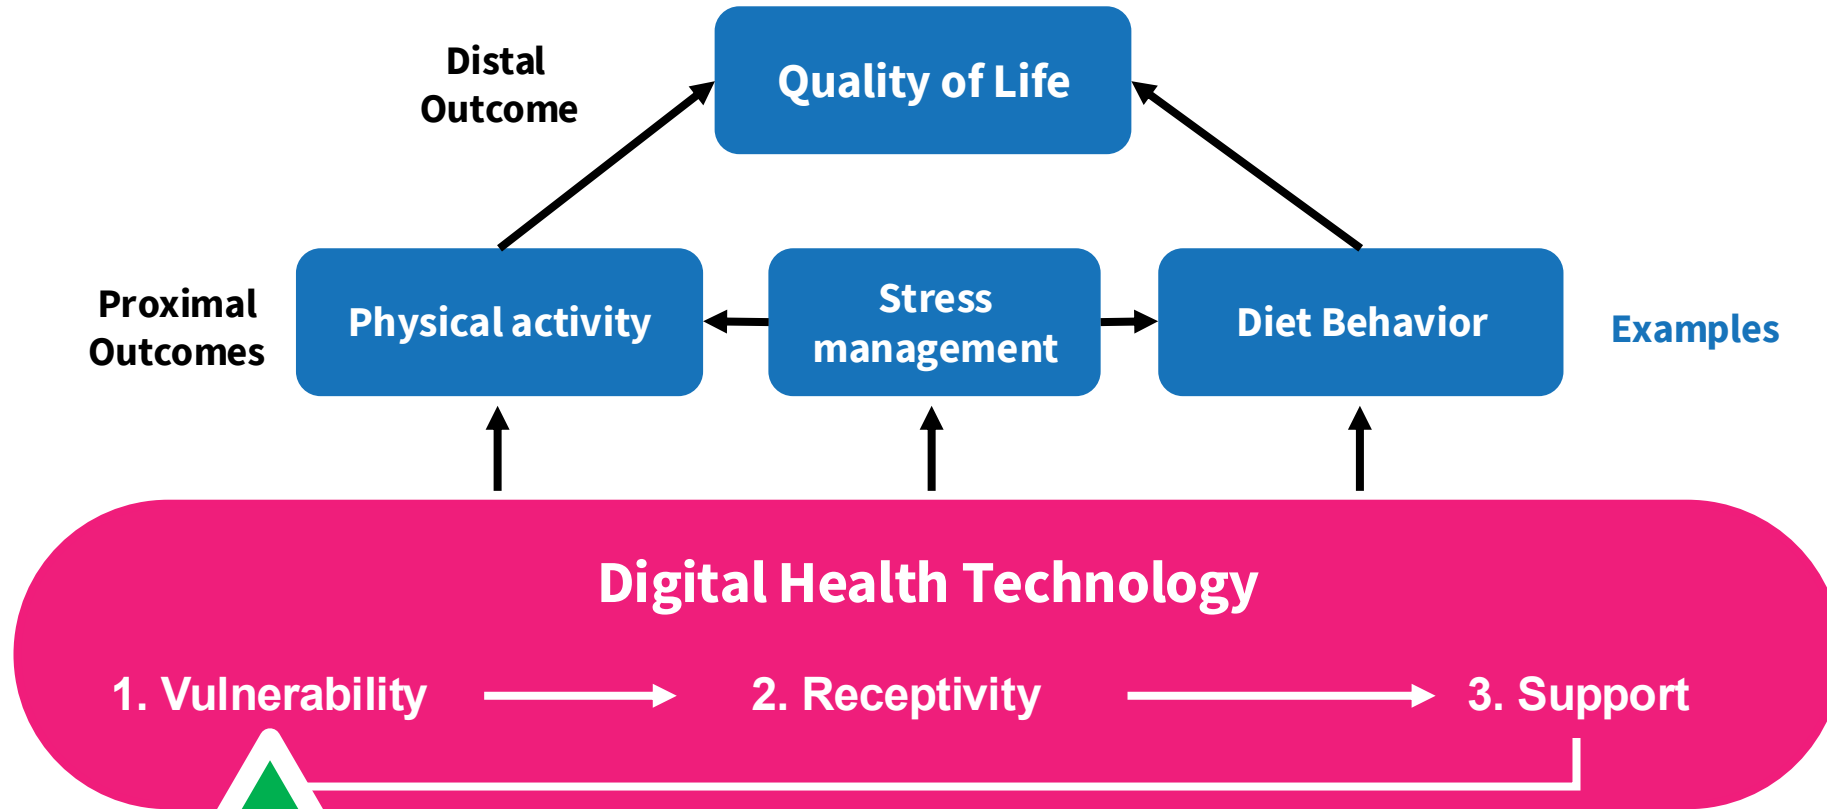 Distal
Outcome
Quality of Life
Proximal
Outcomes
Physical activity
Stress
management
Diet Behavior
Examples
Digital Health Technology
1. Vulnerability
2. Receptivity
3. Support